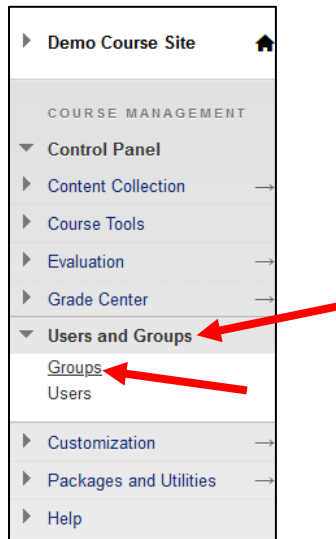 Demo Course Site
COURSE MANAGEMENT
Control Panel
Content Collection
Course Tools
Evaluation
Grade Center
Users and Groups
Groups
Users
Customization
Packages and Utilities
Help